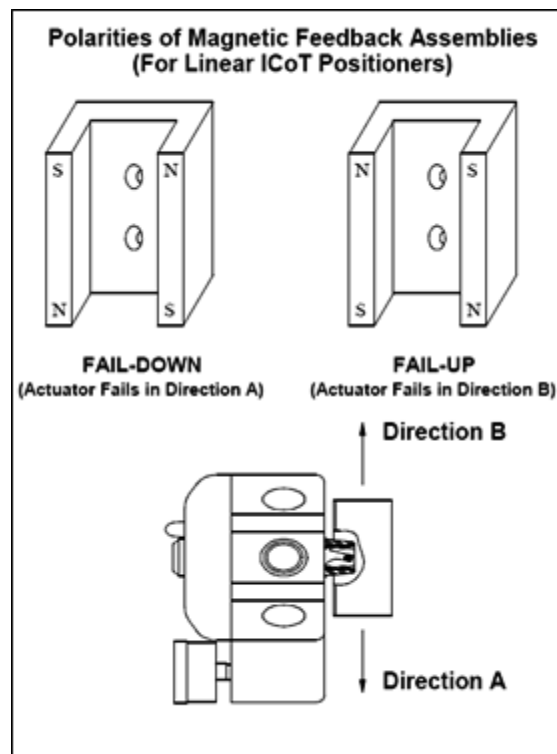 Polarities of Magnetic Feedback Assemblies
(For Linear ICoT Positioners)
S N N S
N S S N
FAIL-DOWN FAIL-UP
(Actuator Fails in Direction A) (Actuator Fails in Direction B)
Direction B
Direction A